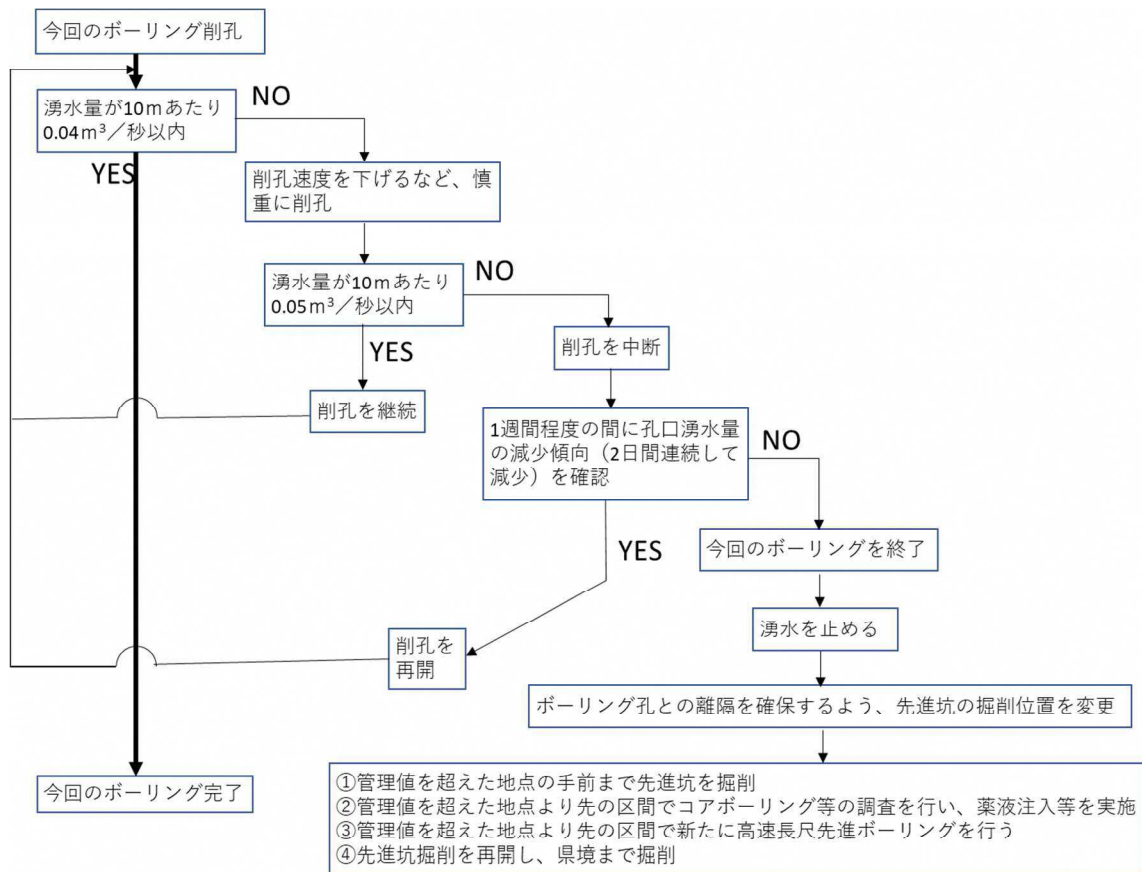 今回のボーリング削孔
湧水量が10mあたり
0.04m³／秒以内
NO
YES
削孔速度を下げるなど、慎
重に削孔
湧水量が10mあたり
0.05m³／秒以内
NO
YES
削孔を中断
削孔を継続
1週間程度の間に孔口湧水量
の減少傾向（2日間連続して
減少）を確認
NO
YES
今回のボーリングを終了
湧水を止める
削孔を
再開
ボーリング孔との離隔を確保するよう、先進坑の掘削位置を変更
今回のボーリング完了
①管理値を超えた地点の手前まで先進坑を掘削
②管理値を超えた地点より先の区間でコアボーリング等の調査を行い、薬液注入等を実施
③管理値を超えた地点より先の区間で新たに高速長尺先進ボーリングを行う
④先進坑掘削を再開し、県境まで掘削